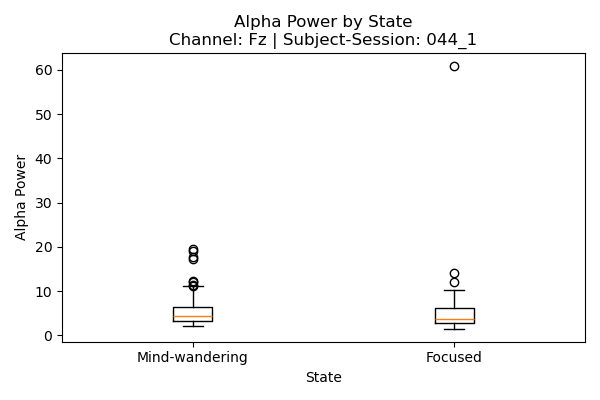 Alpha Power by State
Channel: Fz | Subject-Session: 044_1
Alpha Power
60
50
40
30
20
10
0
Mind-wandering
Focused
State